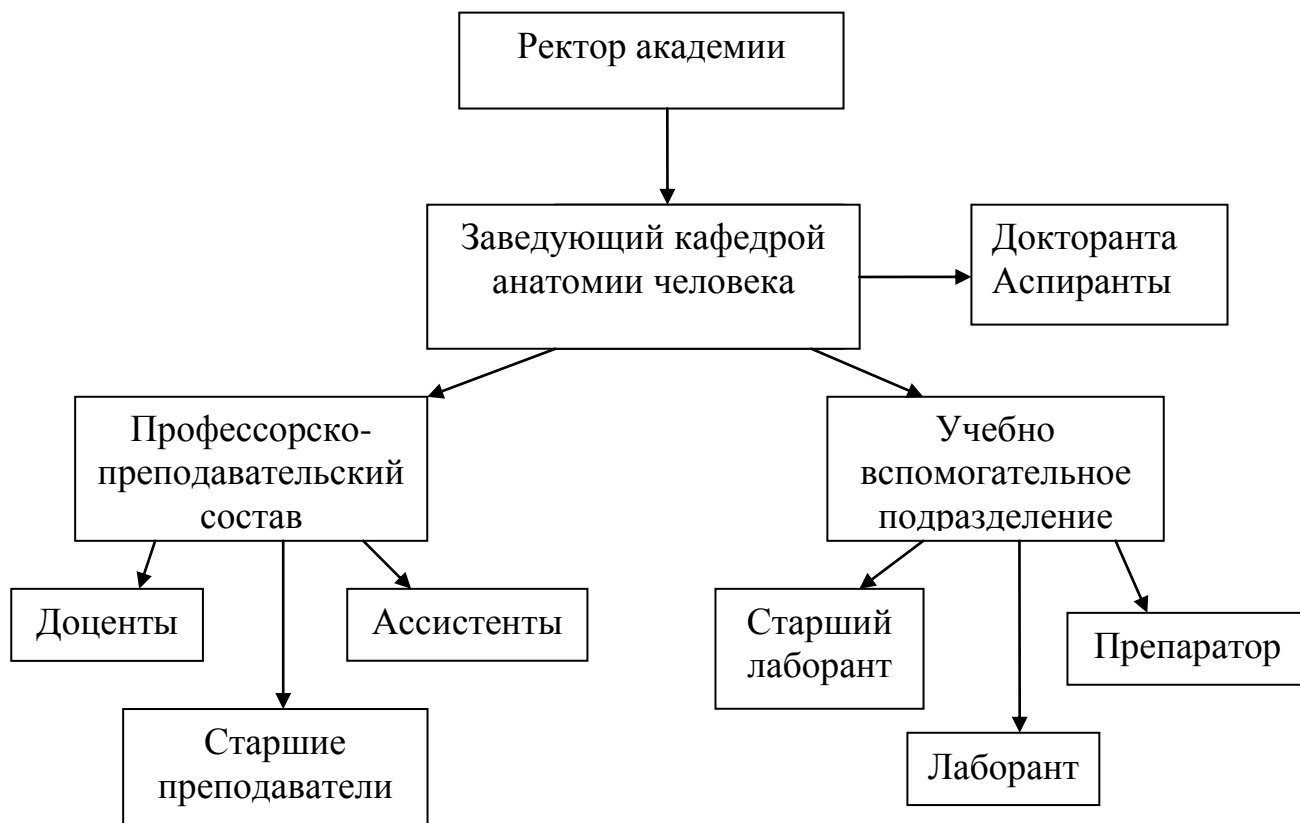 Ректор академии
Заведующий кафедрой
анатомии человека
Докторанта
Аспиранты
Профессорско-
преподавательский
состав
Учебно
вспомогательное
подразделение
Доценты
Ассистенты
Старшие
преподаватели
Старший
лаборант
Лаборант
Препаратор